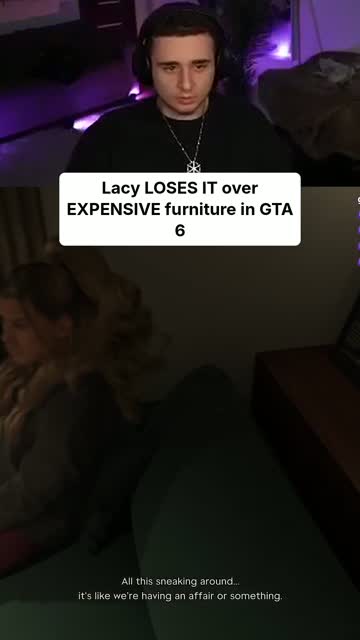 Lacy LOSES IT over
EXPENSIVE furniture in GTA
6
All this sneaking around...
it's like we're having an affair or something.